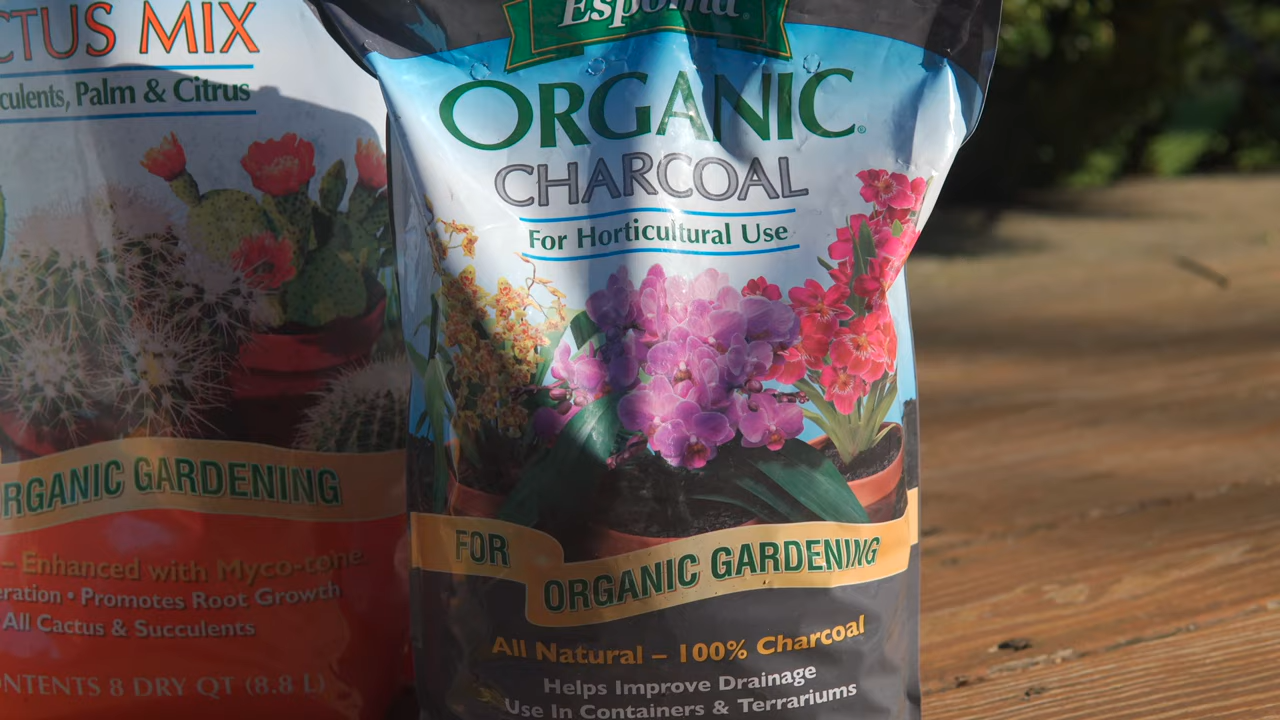 CTUS MIX
culents, Palm & Citrus
RGANIC GARDENING
– Enhanced with Myco-tone
eration • Promotes Root Growth
All Cactus & Succulents
ONTENTS 8 DRY QT (8.8 L)
Espoma®
ORGANIC®
CHARCOAL
For Horticultural Use
FOR
ORGANIC GARDENING
All Natural – 100% Charcoal
Helps Improve Drainage
Use In Containers & Terrariums